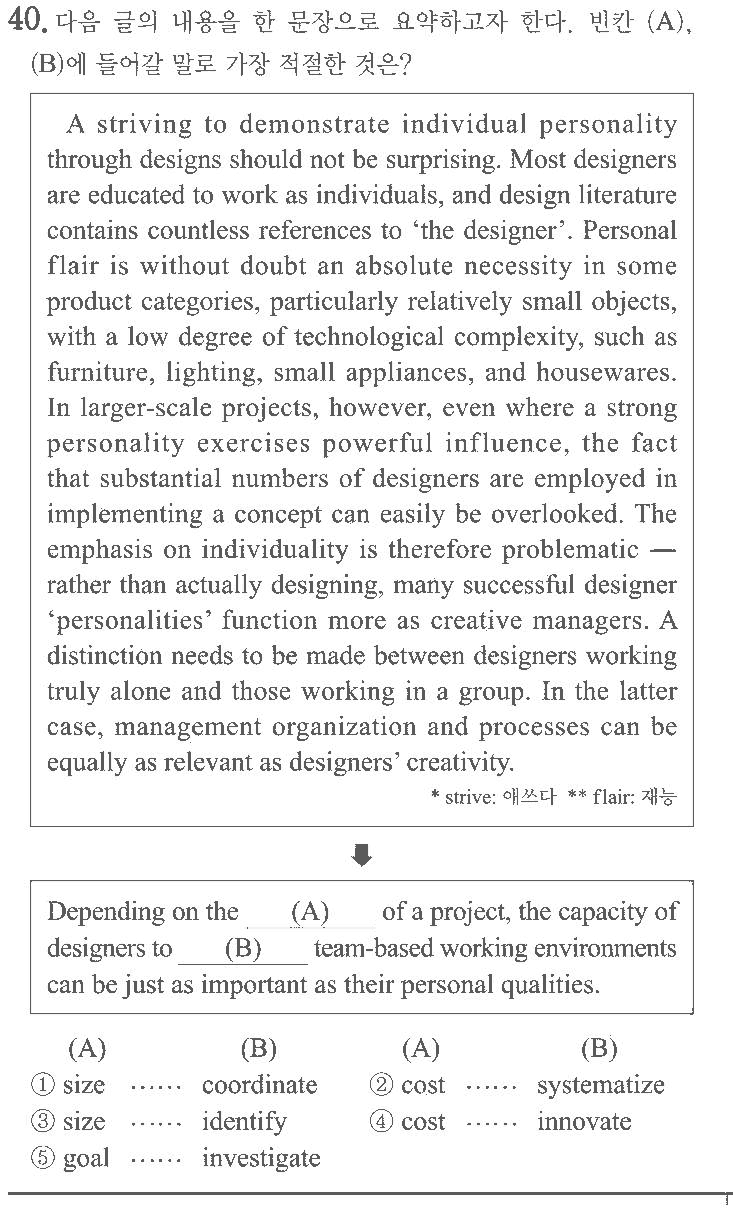 40. 다음 글의 내용을 한 문장으로 요약하고자 한다. 빈칸 (A),
(B)에 들어갈 말로 가장 적절한 것은?
A striving to demonstrate individual personality
through designs should not be surprising. Most designers
are educated to work as individuals, and design literature
contains countless references to ‘the designer’. Personal
flair is without doubt an absolute necessity in some
product categories, particularly relatively small objects,
with a low degree of technological complexity, such as
furniture, lighting, small appliances, and housewares.
In larger-scale projects, however, even where a strong
personality exercises powerful influence, the fact
that substantial numbers of designers are employed in
implementing a concept can easily be overlooked. The
emphasis on individuality is therefore problematic —
rather than actually designing, many successful designer
‘personalities’ function more as creative managers. A
distinction needs to be made between designers working
truly alone and those working in a group. In the latter
case, management organization and processes can be
equally as relevant as designers’ creativity.
* strive: 애쓰다 ** flair: 재능
Depending on the (A) of a project, the capacity of
designers to (B) team-based working environments
can be just as important as their personal qualities.
(A) (B) (A) (B)
① size …… coordinate ② cost …… systematize
③ size …… identify ④ cost …… innovate
⑤ goal …… investigate